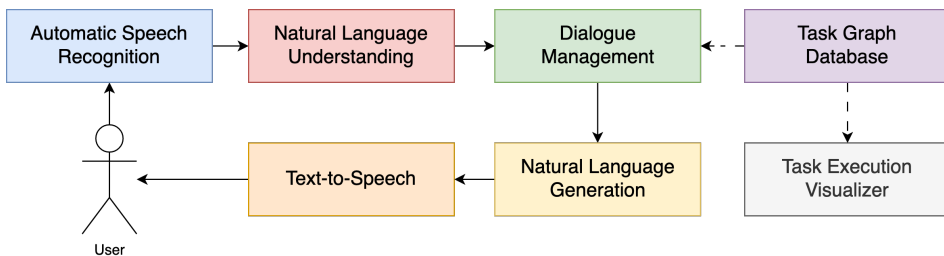 Automatic Speech
Recognition
Natural Language
Understanding
Dialogue
Management
Task Graph
Database
Text-to-Speech
Natural Language
Generation
Task Execution
Visualizer
User